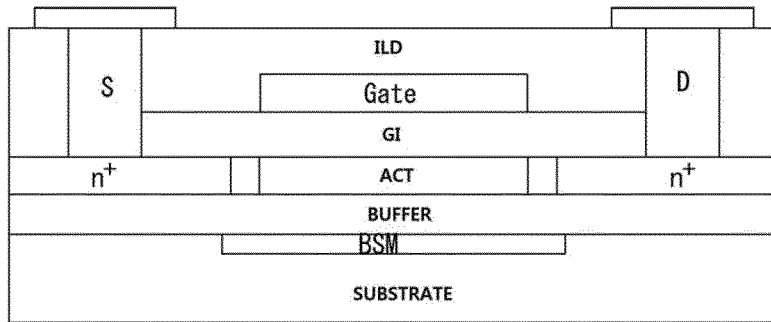 ILD
S
D
Gate
GI
n+
ACT
n+
BUFFER
BSM
SUBSTRATE